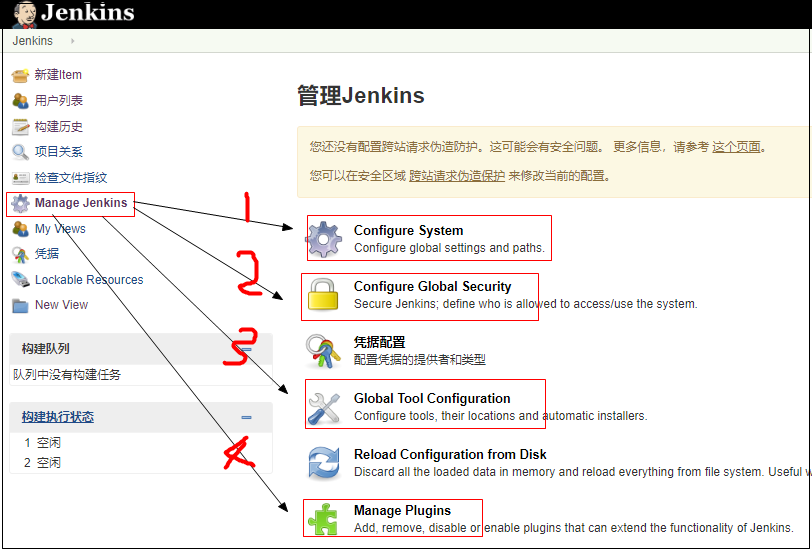 Jenkins
Jenkins
新建Item
用户列表
构建历史
项目关系
检查文件指纹
Manage Jenkins
My Views
凭据
Lockable Resources
New View
构建队列
队列中没有构建任务
构建执行状态
1 空闲
2 空闲
管理Jenkins
您还没有配置跨站请求伪造防护。这可能会有安全问题。 更多信息，请参考 这个页面。
您可以在安全区域 跨站请求伪造保护 来修改当前的配置。
1
Configure System
Configure global settings and paths.
2
Configure Global Security
Secure Jenkins; define who is allowed to access/use the system.
凭据配置
配置凭据的提供者和类型
3
Global Tool Configuration
Configure tools, their locations and automatic installers.
Reload Configuration from Disk
Discard all the loaded data in memory and reload everything from file system. Useful
4
Manage Plugins
Add, remove, disable or enable plugins that can extend the functionality of Jenkins.